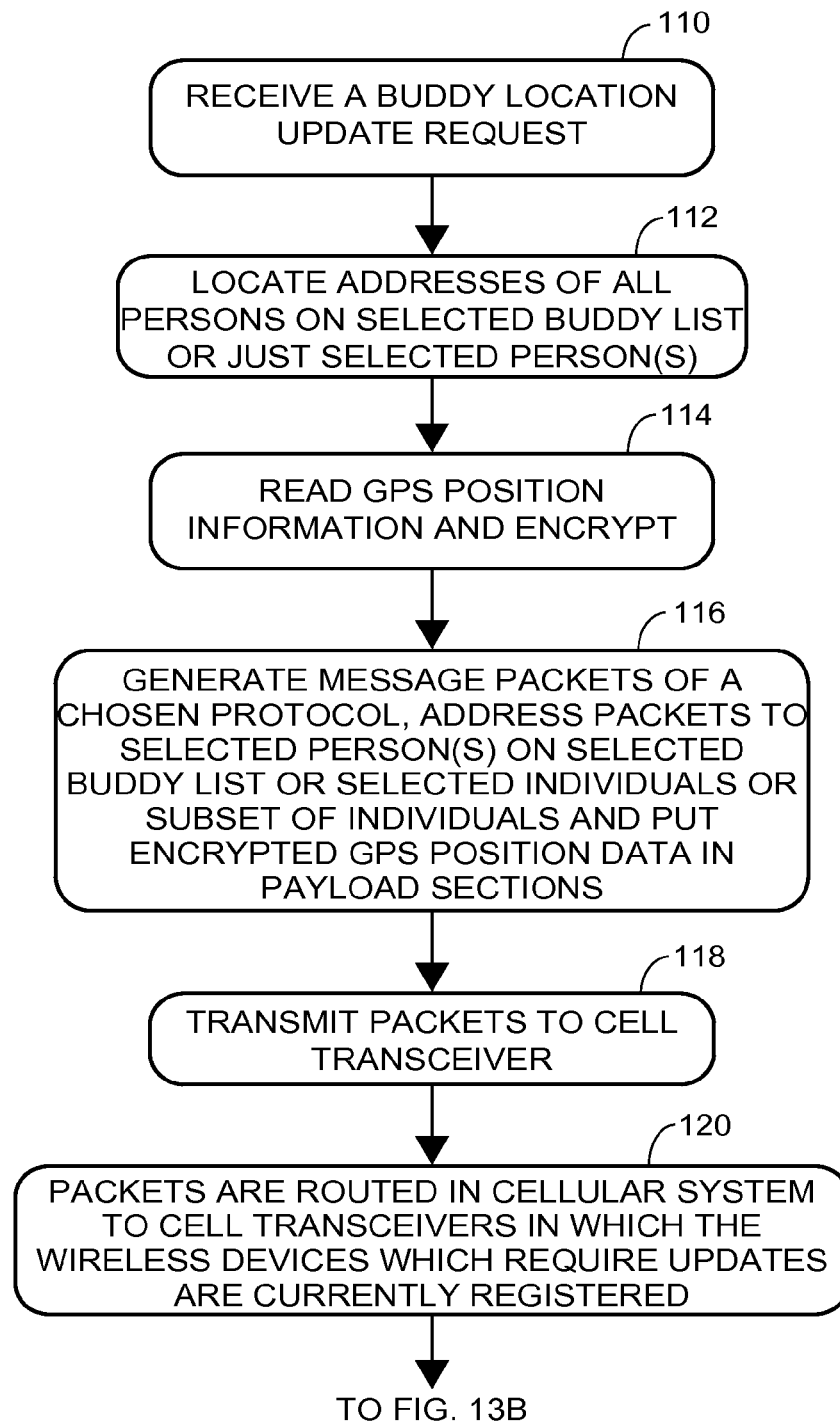 110
RECEIVE A BUDDY LOCATION
UPDATE REQUEST
112
LOCATE ADDRESSES OF ALL
PERSONS ON SELECTED BUDDY LIST
OR JUST SELECTED PERSON(S)
114
READ GPS POSITION
INFORMATION AND ENCRYPT
116
GENERATE MESSAGE PACKETS OF A
CHOSEN PROTOCOL, ADDRESS PACKETS TO
SELECTED PERSON(S) ON SELECTED
BUDDY LIST OR SELECTED INDIVIDUALS OR
SUBSET OF INDIVIDUALS AND PUT
ENCRYPTED GPS POSITION DATA IN
PAYLOAD SECTIONS
118
TRANSMIT PACKETS TO CELL
TRANSCEIVER
120
PACKETS ARE ROUTED IN CELLULAR SYSTEM
TO CELL TRANSCEIVERS IN WHICH THE
WIRELESS DEVICES WHICH REQUIRE UPDATES
ARE CURRENTLY REGISTERED
TO FIG. 13B